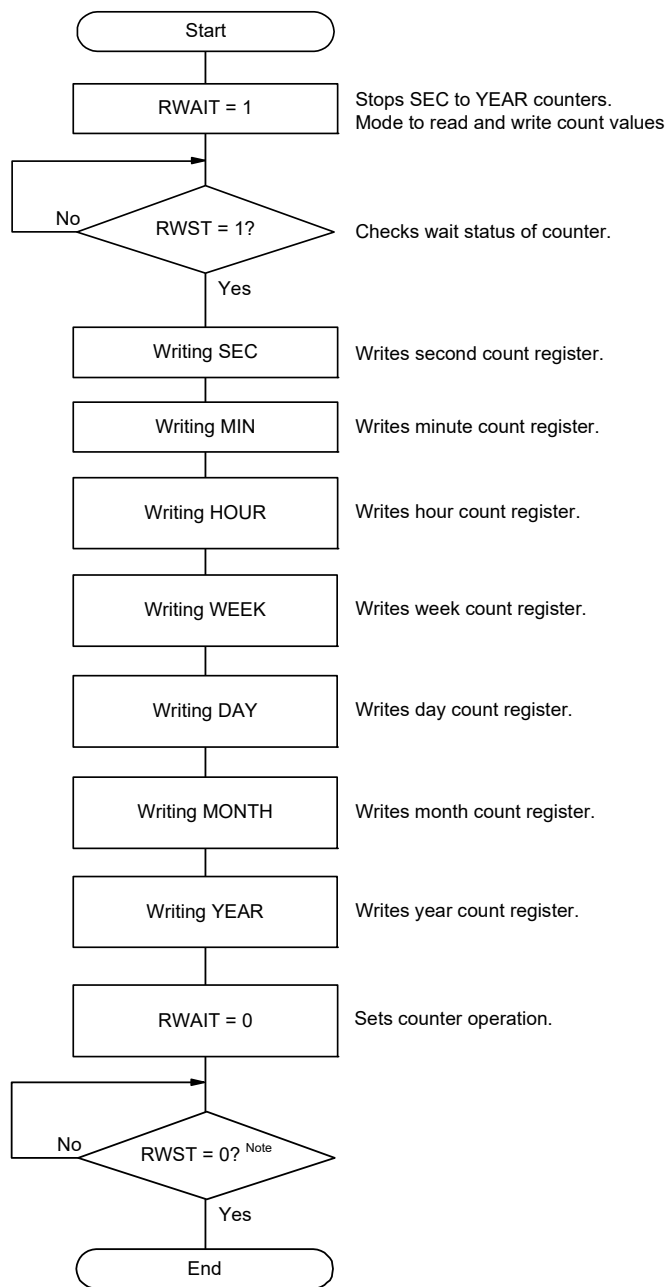 Start
RWAIT = 1
Stops SEC to YEAR counters.
Mode to read and write count values
No
RWST = 1?
Checks wait status of counter.
Yes
Writing SEC
Writes second count register.
Writing MIN
Writes minute count register.
Writing HOUR
Writes hour count register.
Writing WEEK
Writes week count register.
Writing DAY
Writes day count register.
Writing MONTH
Writes month count register.
Writing YEAR
Writes year count register.
RWAIT = 0
Sets counter operation.
No
RWST = 0? Note
Yes
End